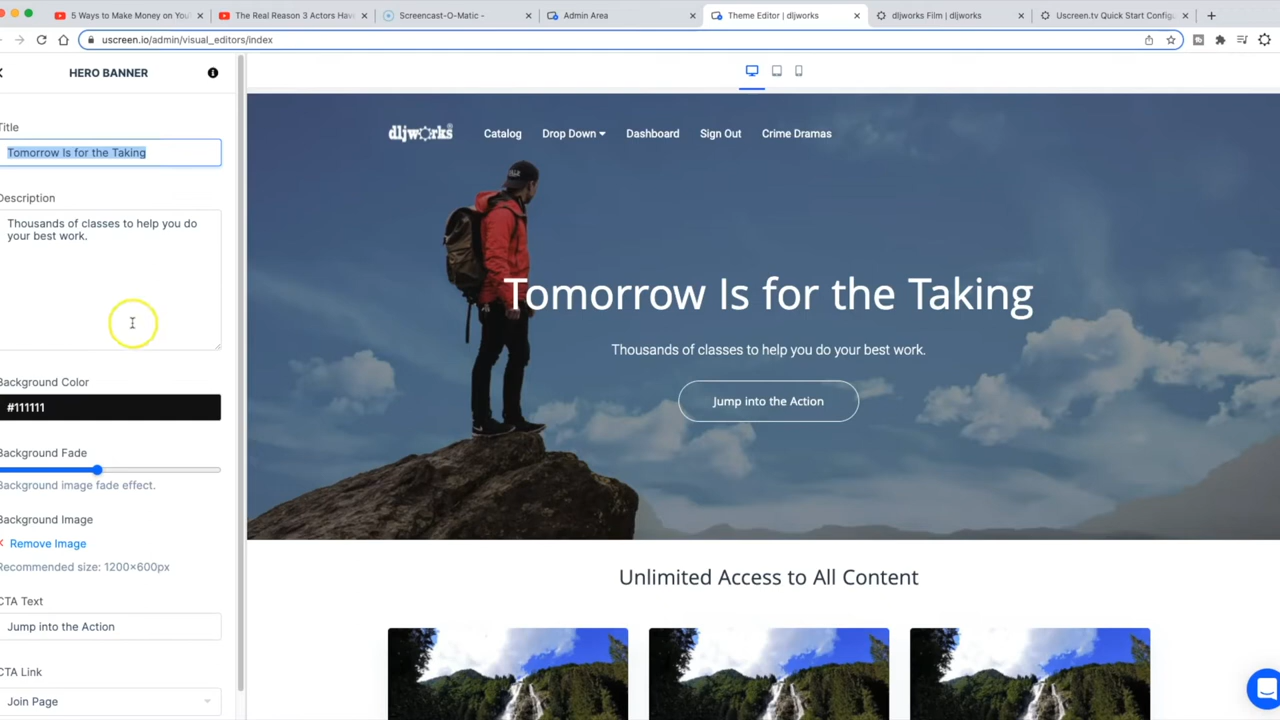 5 Ways to Make Money on You
The Real Reason 3 Actors Hav
Screencast-O-Matic -
Admin Area
Theme Editor | dljworks
dljworks Film | dljworks
Uscreen.tv Quick Start Config
uscreen.io/admin/visual_editors/index
HERO BANNER
Title
Tomorrow Is for the Taking
Description
Thousands of classes to help you do
your best work.
Background Color
#111111
Background Fade
Background image fade effect.
Background Image
Remove Image
Recommended size: 1200×600px
CTA Text
Jump into the Action
CTA Link
Join Page
dljworks
Catalog
Drop Down
Dashboard
Sign Out
Crime Dramas
Tomorrow Is for the Taking
Thousands of classes to help you do your best work.
Jump into the Action
Unlimited Access to All Content